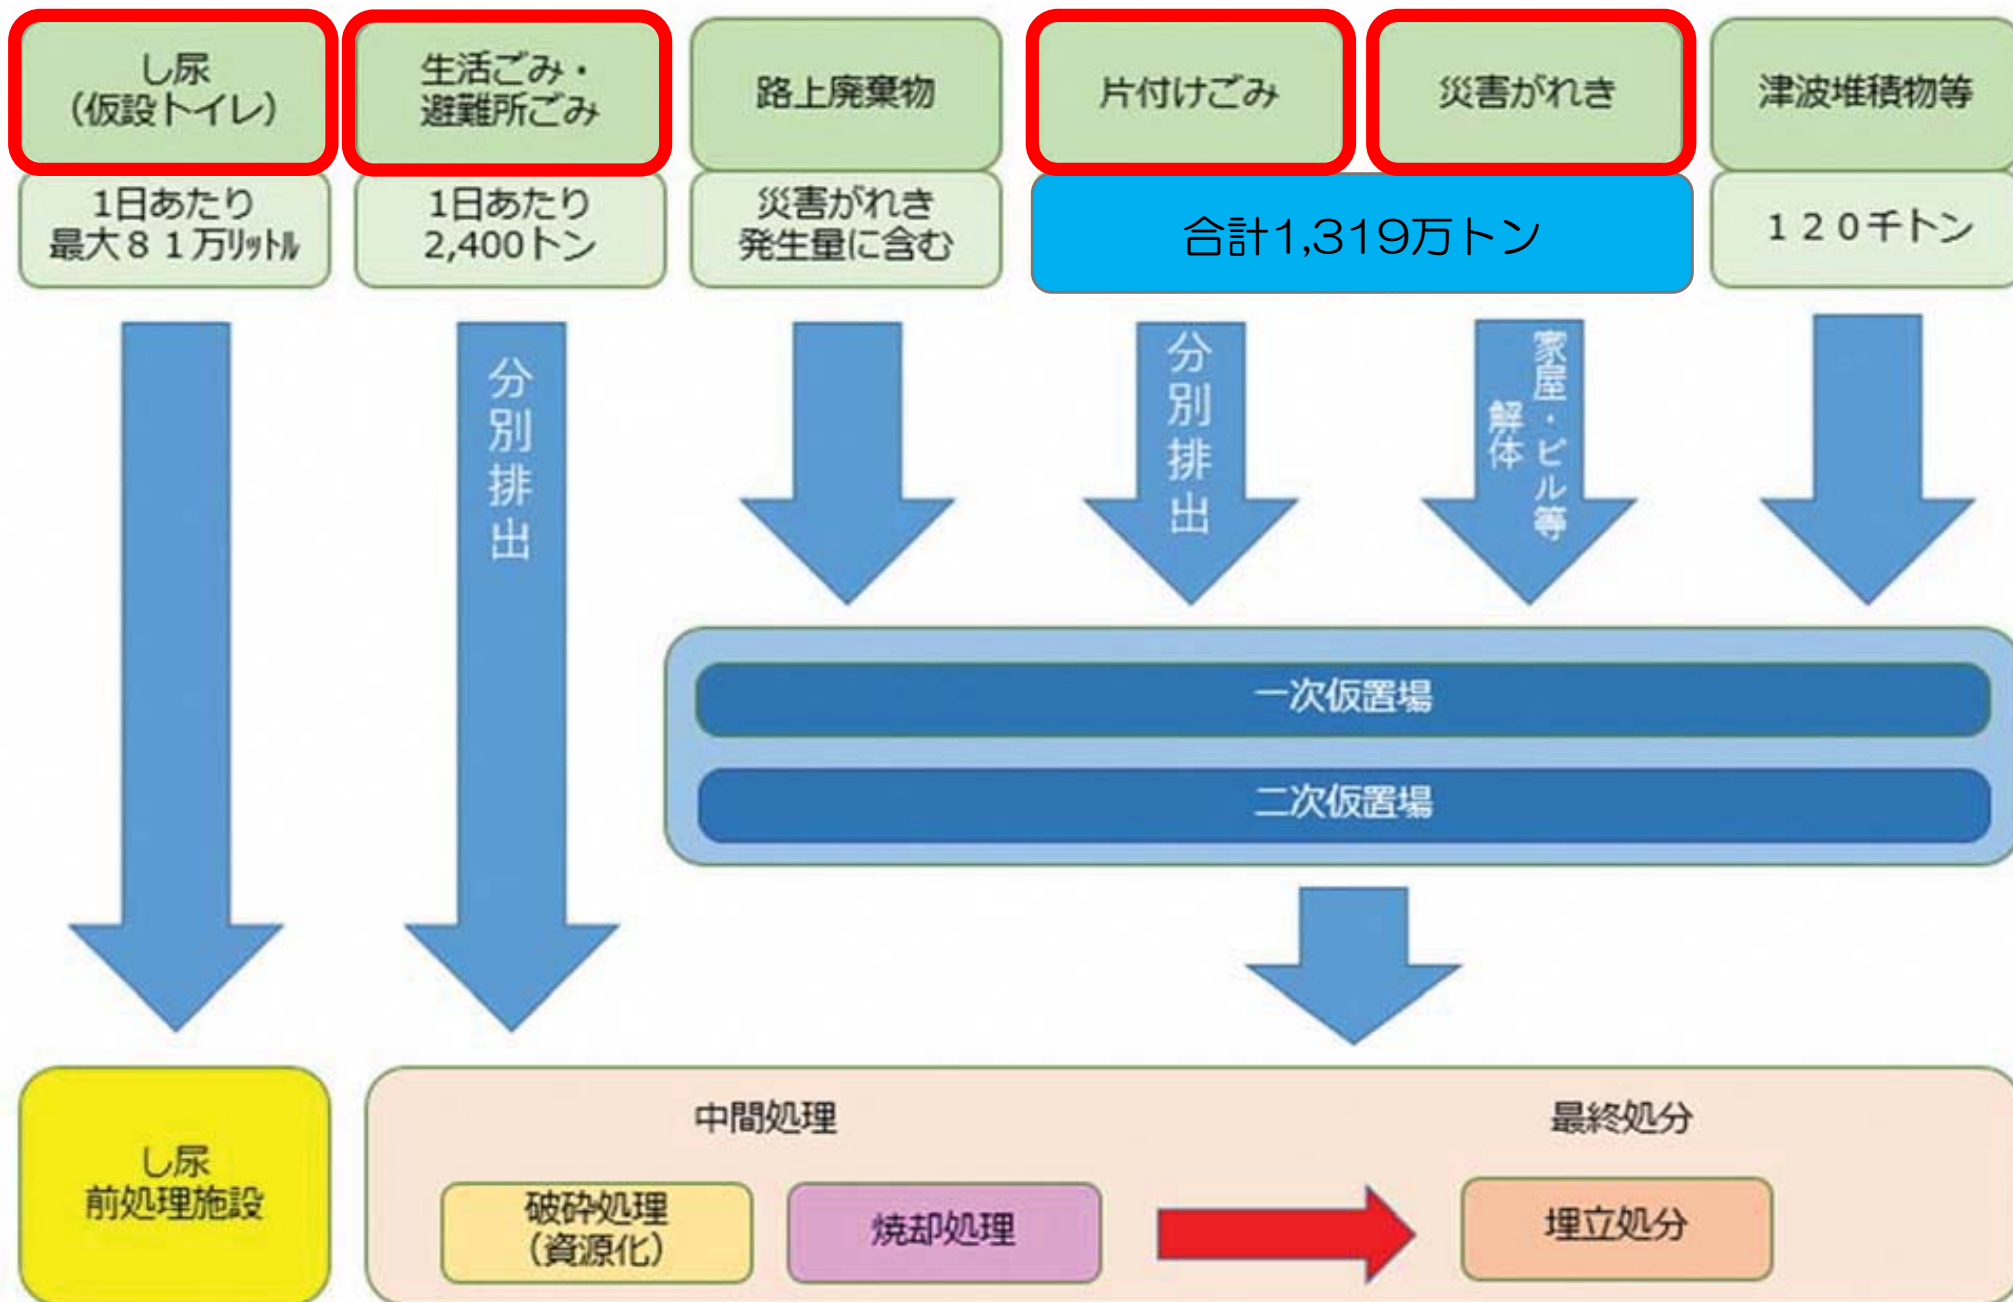 し尿
（仮設トイレ）
生活ごみ・
避難所ごみ
路上廃棄物
片付けごみ
災害がれき
津波堆積物等
1日あたり
最大８１万リットル
1日あたり
2,400トン
災害がれき
発生量に含む
合計1,319万トン
１２０千トン
分別排出
分別排出
家屋・ビル等
解体
一次仮置場
二次仮置場
し尿
前処理施設
中間処理
最終処分
破砕処理
（資源化）
焼却処理
埋立処分